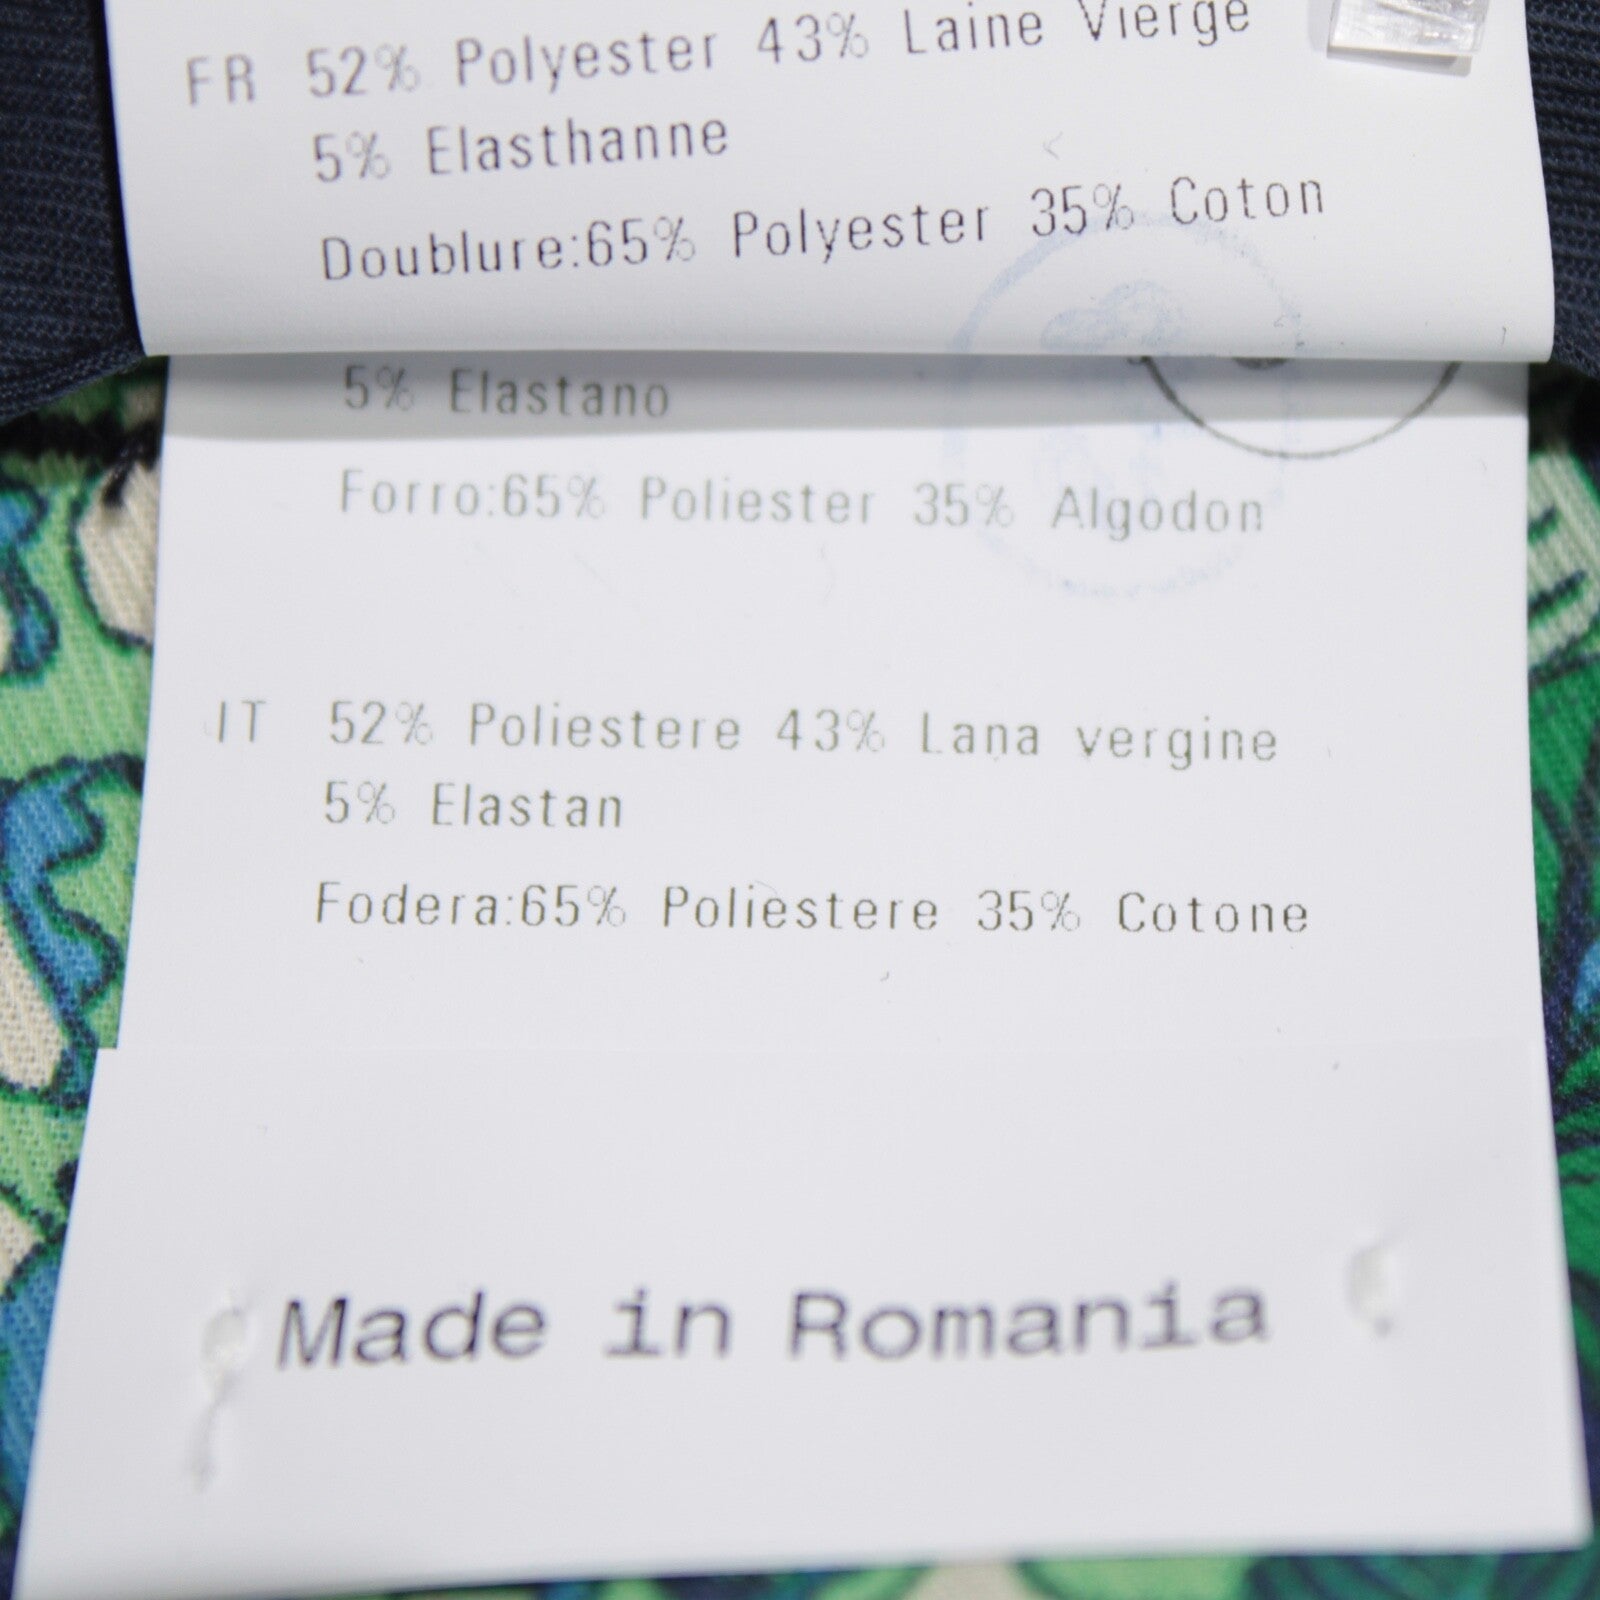 FR 52% Polyester 43% Laine Vierge
5% Elasthanne
Doublure:65% Polyester 35% Coton
5% Elastano
Forro:65% Poliester 35% Algodon
IT 52% Poliestere 43% Lana vergine
5% Elastan
Fodera:65% Poliestere 35% Cotone
Made in Romania